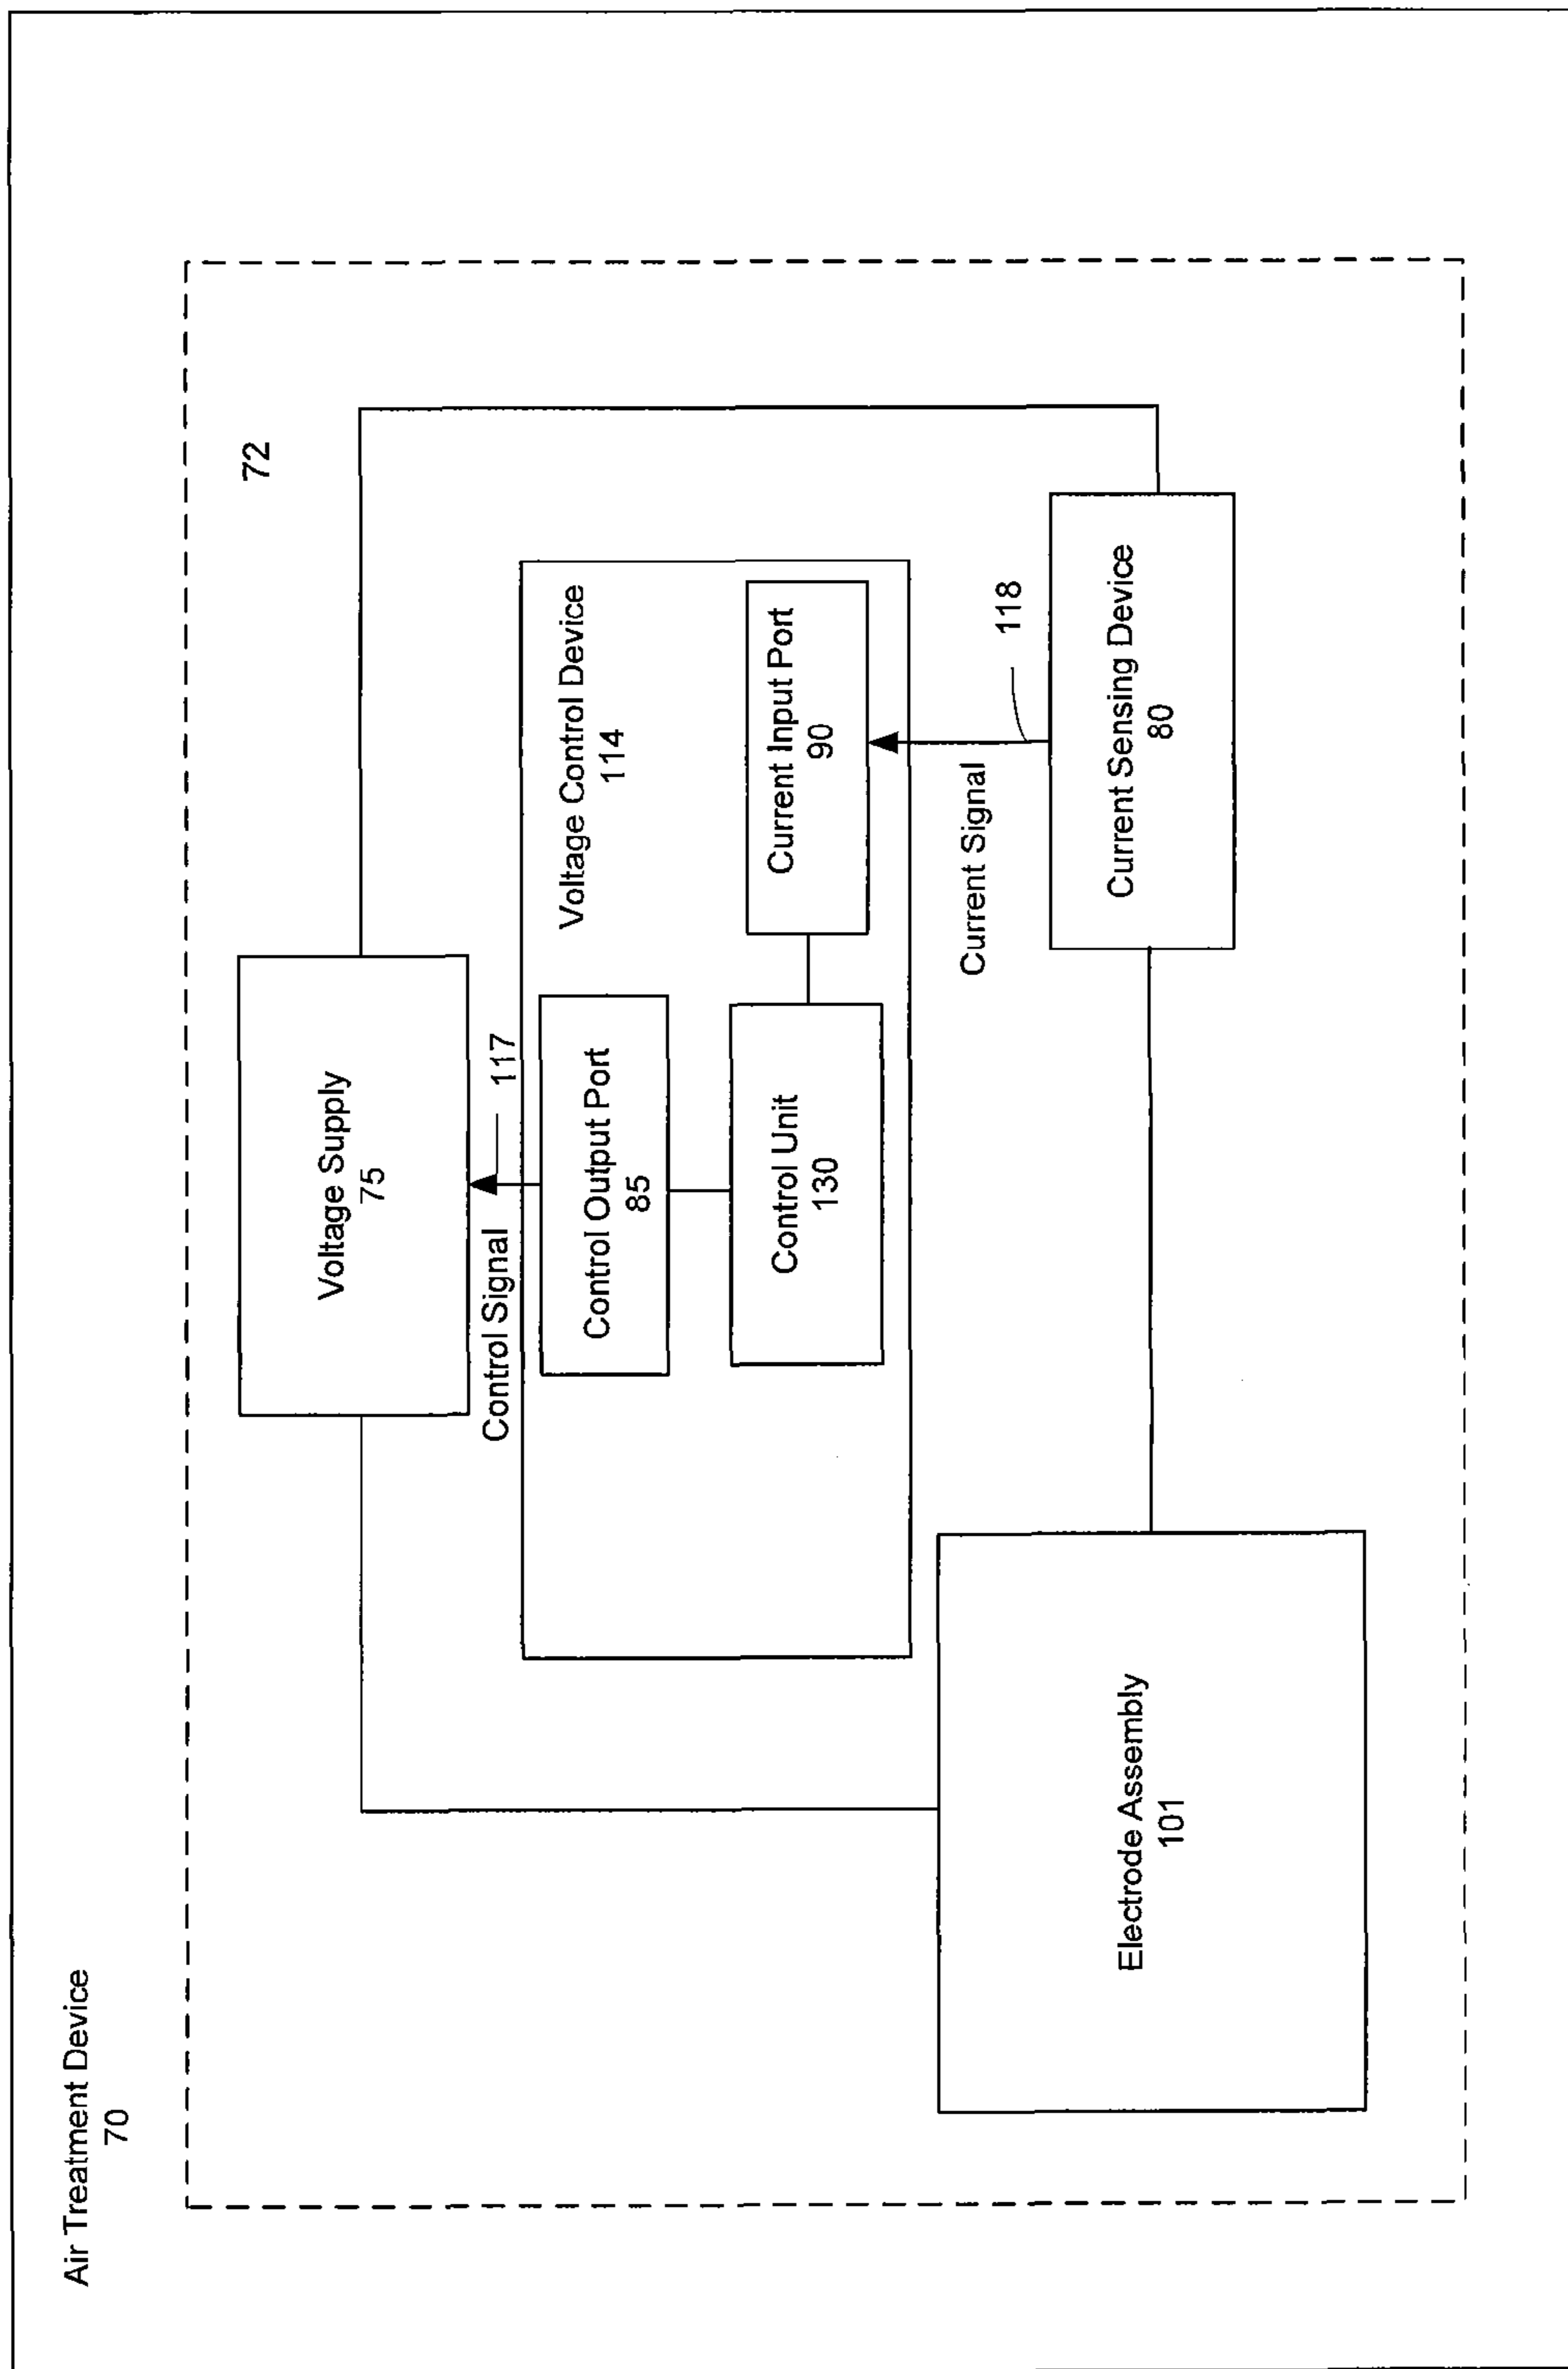 Air Treatment Device
70
72
Voltage Supply
75
Control Signal
117
Voltage Control Device
114
Control Output Port
85
Control Unit
130
Current Input Port
90
Current Signal
118
Current Sensing Device
80
Electrode Assembly
101